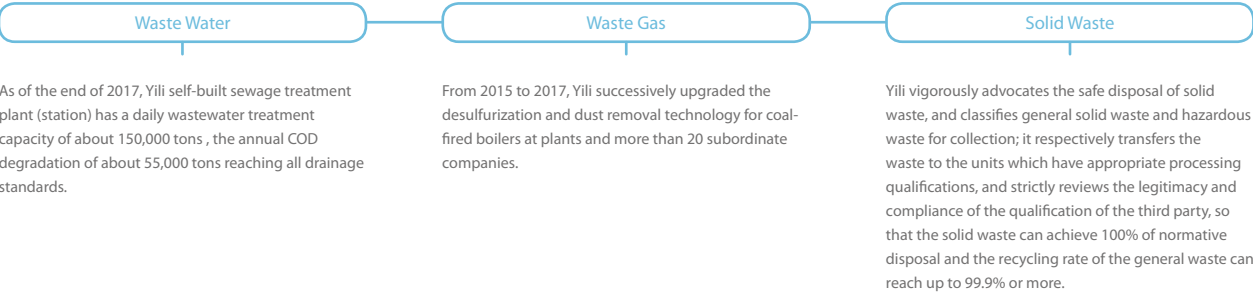 Waste Water
As of the end of 2017, Yili self-built sewage treatment
plant (station) has a daily wastewater treatment
capacity of about 150,000 tons , the annual COD
degradation of about 55,000 tons reaching all drainage
standards.
Waste Gas
From 2015 to 2017, Yili successively upgraded the
desulfurization and dust removal technology for coal-
fired boilers at plants and more than 20 subordinate
companies.
Solid Waste
Yili vigorously advocates the safe disposal of solid
waste, and classifies general solid waste and hazardous
waste for collection; it respectively transfers the
waste to the units which have appropriate processing
qualifications, and strictly reviews the legitimacy and
compliance of the qualification of the third party, so
that the solid waste can achieve 100% of normative
disposal and the recycling rate of the general waste can
reach up to 99.9% or more.